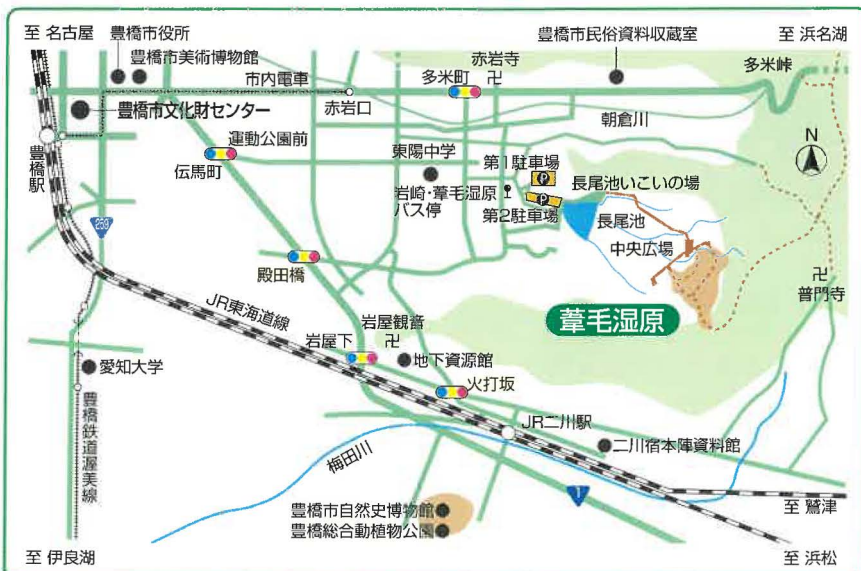 至 名古屋
豊橋市役所
豊橋市美術博物館
市内電車
豊橋市文化財センター
赤岩口
多米町
赤岩寺
豊橋市民俗資料収蔵室
至 浜名湖
多米峠
朝倉川
N
豊橋駅
運動公園前
伝馬町
東陽中学
第1駐車場
P
岩崎・葦毛湿原
バス停
P
第2駐車場
長尾池いこいの場
長尾池
中央広場
259
殿田橋
普門寺
葦毛湿原
JR東海道線
岩屋下
岩屋観音
地下資源館
火打坂
愛知大学
豊橋鉄道渥美線
JR二川駅
二川宿本陣資料館
梅田川
1
豊橋市自然史博物館
豊橋総合動植物公園
至 鷲津
至 伊良湖
至 浜松